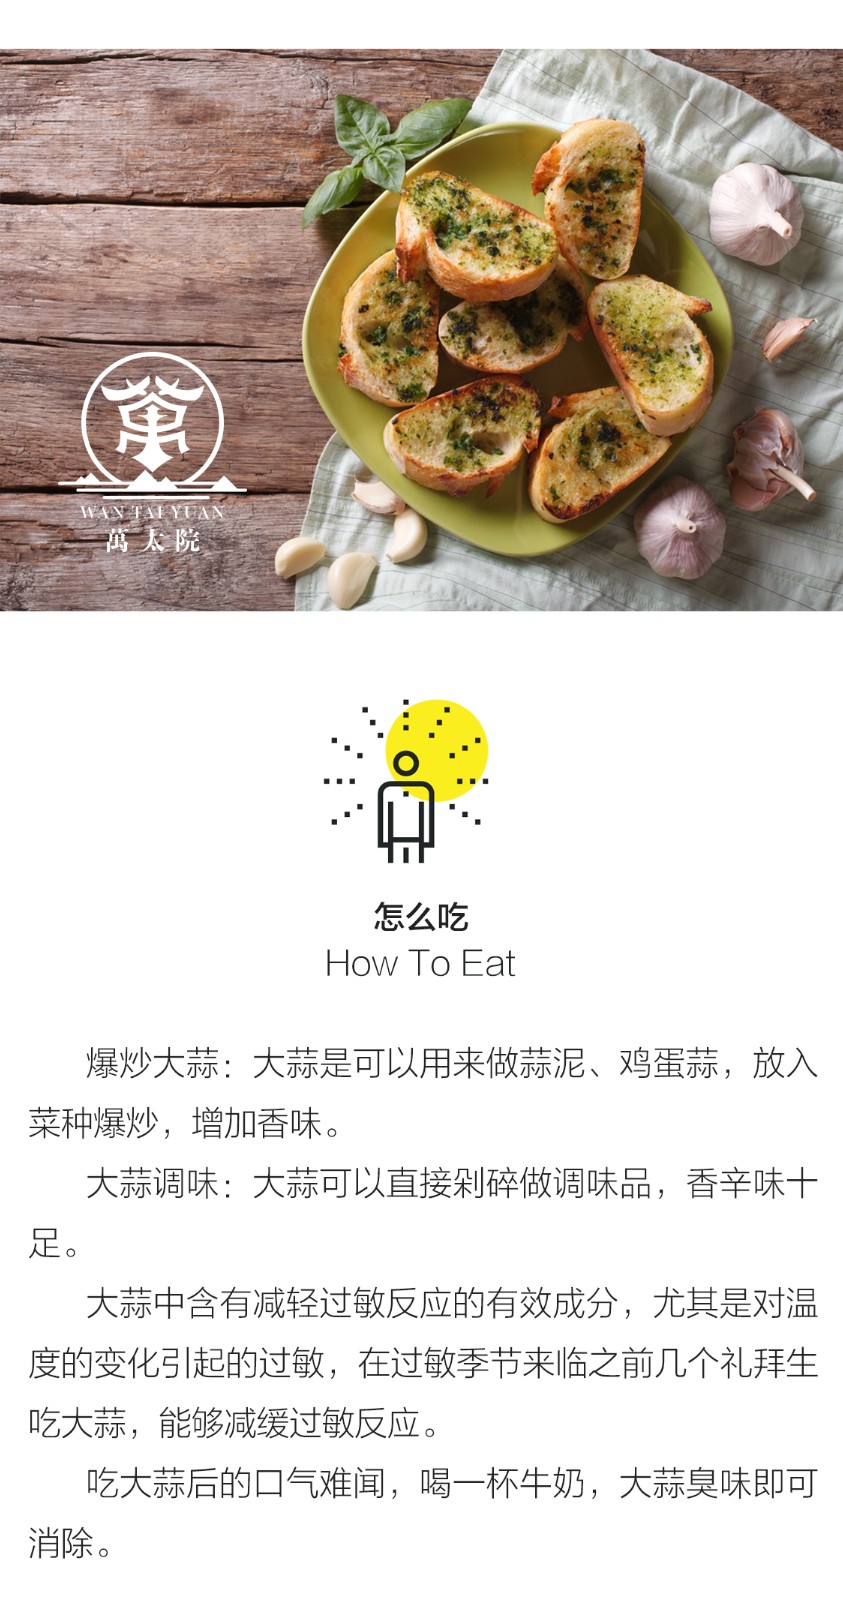 WAN TAI YUAN
萬太院
怎么吃
How To Eat
爆炒大蒜：大蒜是可以用来做蒜泥、鸡蛋蒜，放入
菜种爆炒，增加香味。
大蒜调味：大蒜可以直接剁碎做调味品，香辛味十
足。
大蒜中含有减轻过敏反应的有效成分，尤其是对温
度的变化引起的过敏，在过敏季节来临之前几个礼拜生
吃大蒜，能够减缓过敏反应。
吃大蒜后的口气难闻，喝一杯牛奶，大蒜臭味即可
消除。